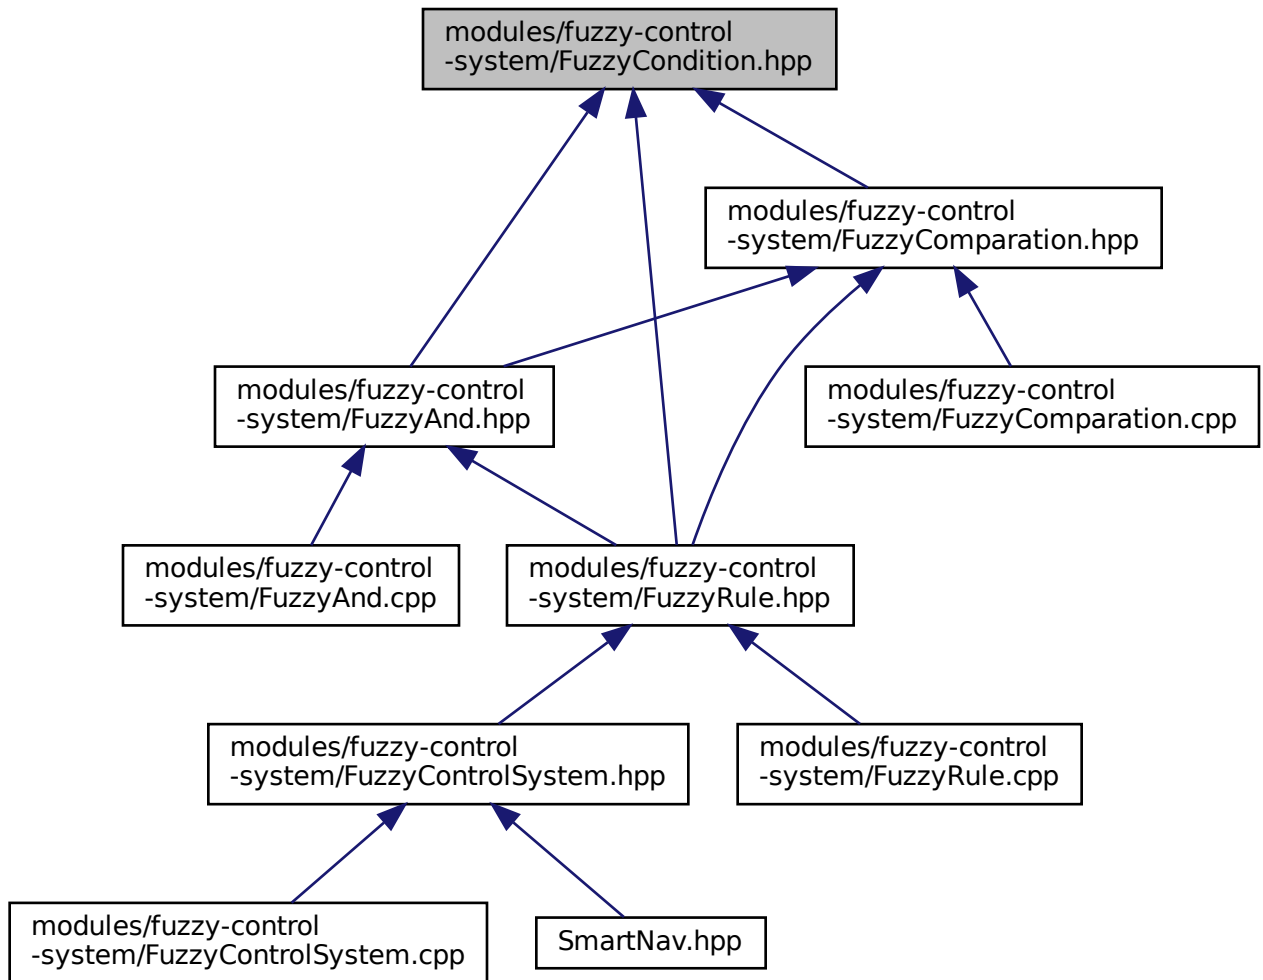 modules/fuzzy-control
-system/FuzzyCondition.hpp
modules/fuzzy-control
-system/FuzzyComparation.hpp
modules/fuzzy-control
-system/FuzzyAnd.hpp
modules/fuzzy-control
-system/FuzzyComparation.cpp
modules/fuzzy-control
-system/FuzzyAnd.cpp
modules/fuzzy-control
-system/FuzzyRule.hpp
modules/fuzzy-control
-system/FuzzyControlSystem.hpp
modules/fuzzy-control
-system/FuzzyRule.cpp
modules/fuzzy-control
-system/FuzzyControlSystem.cpp
SmartNav.hpp